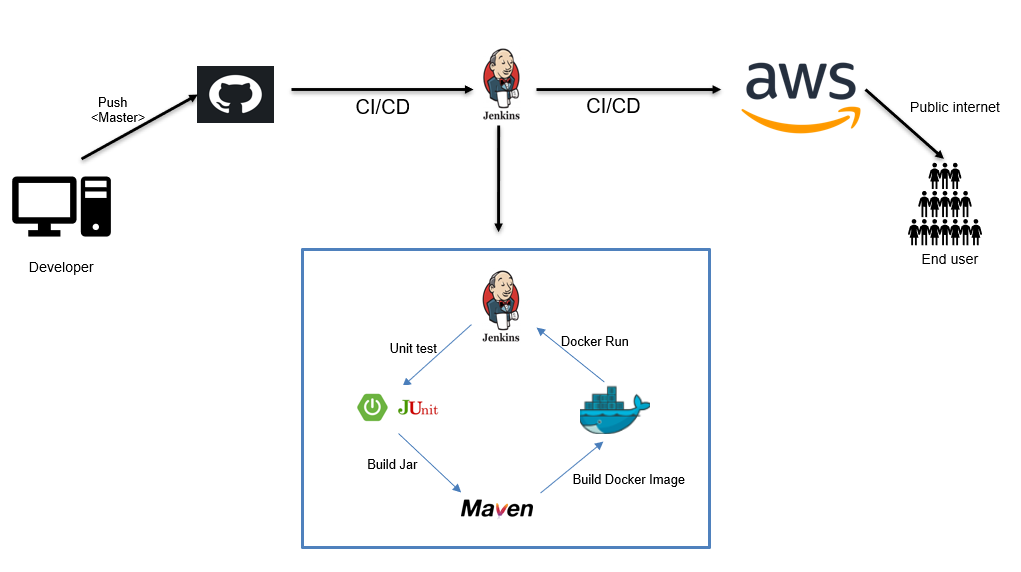 Push
<Master>
CI/CD
Jenkins
CI/CD
aws
Public internet
Developer
End user
Jenkins
Unit test
Docker Run
JUnit
Build Jar
Build Docker Image
Maven